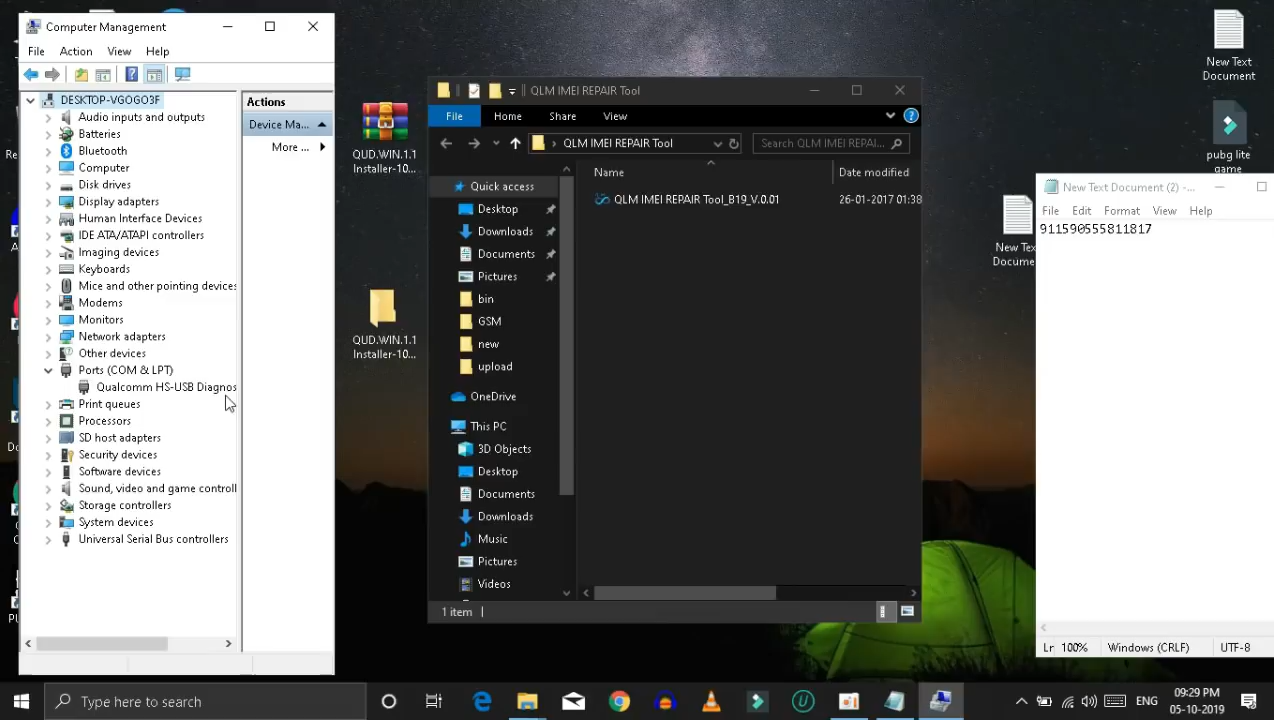 Computer Management
File Action View Help
DESKTOP-VGOGO3F
Audio inputs and outputs
Batteries
Bluetooth
Computer
Disk drives
Display adapters
Human Interface Devices
IDE ATA/ATAPI controllers
Imaging devices
Keyboards
Mice and other pointing devices
Modems
Monitors
Network adapters
Other devices
Ports (COM & LPT)
Qualcomm HS-USB Diagnos
Print queues
Processors
SD host adapters
Security devices
Software devices
Sound, video and game controll
Storage controllers
System devices
Universal Serial Bus controllers
Actions
Device Ma...
More ...
QUD.WIN.1.1
Installer-10...
QUD.WIN.1.1
Installer-10...
QLM IMEI REPAIR Tool
File Home Share View
QLM IMEI REPAIR Tool
Search QLM IMEI REPAI...
Name Date modified
QLM IMEI REPAIR Tool_B19_V.0.01 26-01-2017 01:38
Quick access
Desktop
Downloads
Documents
Pictures
bin
GSM
new
upload
OneDrive
This PC
3D Objects
Desktop
Documents
Downloads
Music
Pictures
Videos
1 item
New Text
Document
pubg lite
game
New Tex
Docume
New Text Document (2) -...
File Edit Format View Help
911590555811817
Ln 100% Windows (CRLF) UTF-8
Type here to search
ENG
09:29 PM
05-10-2019